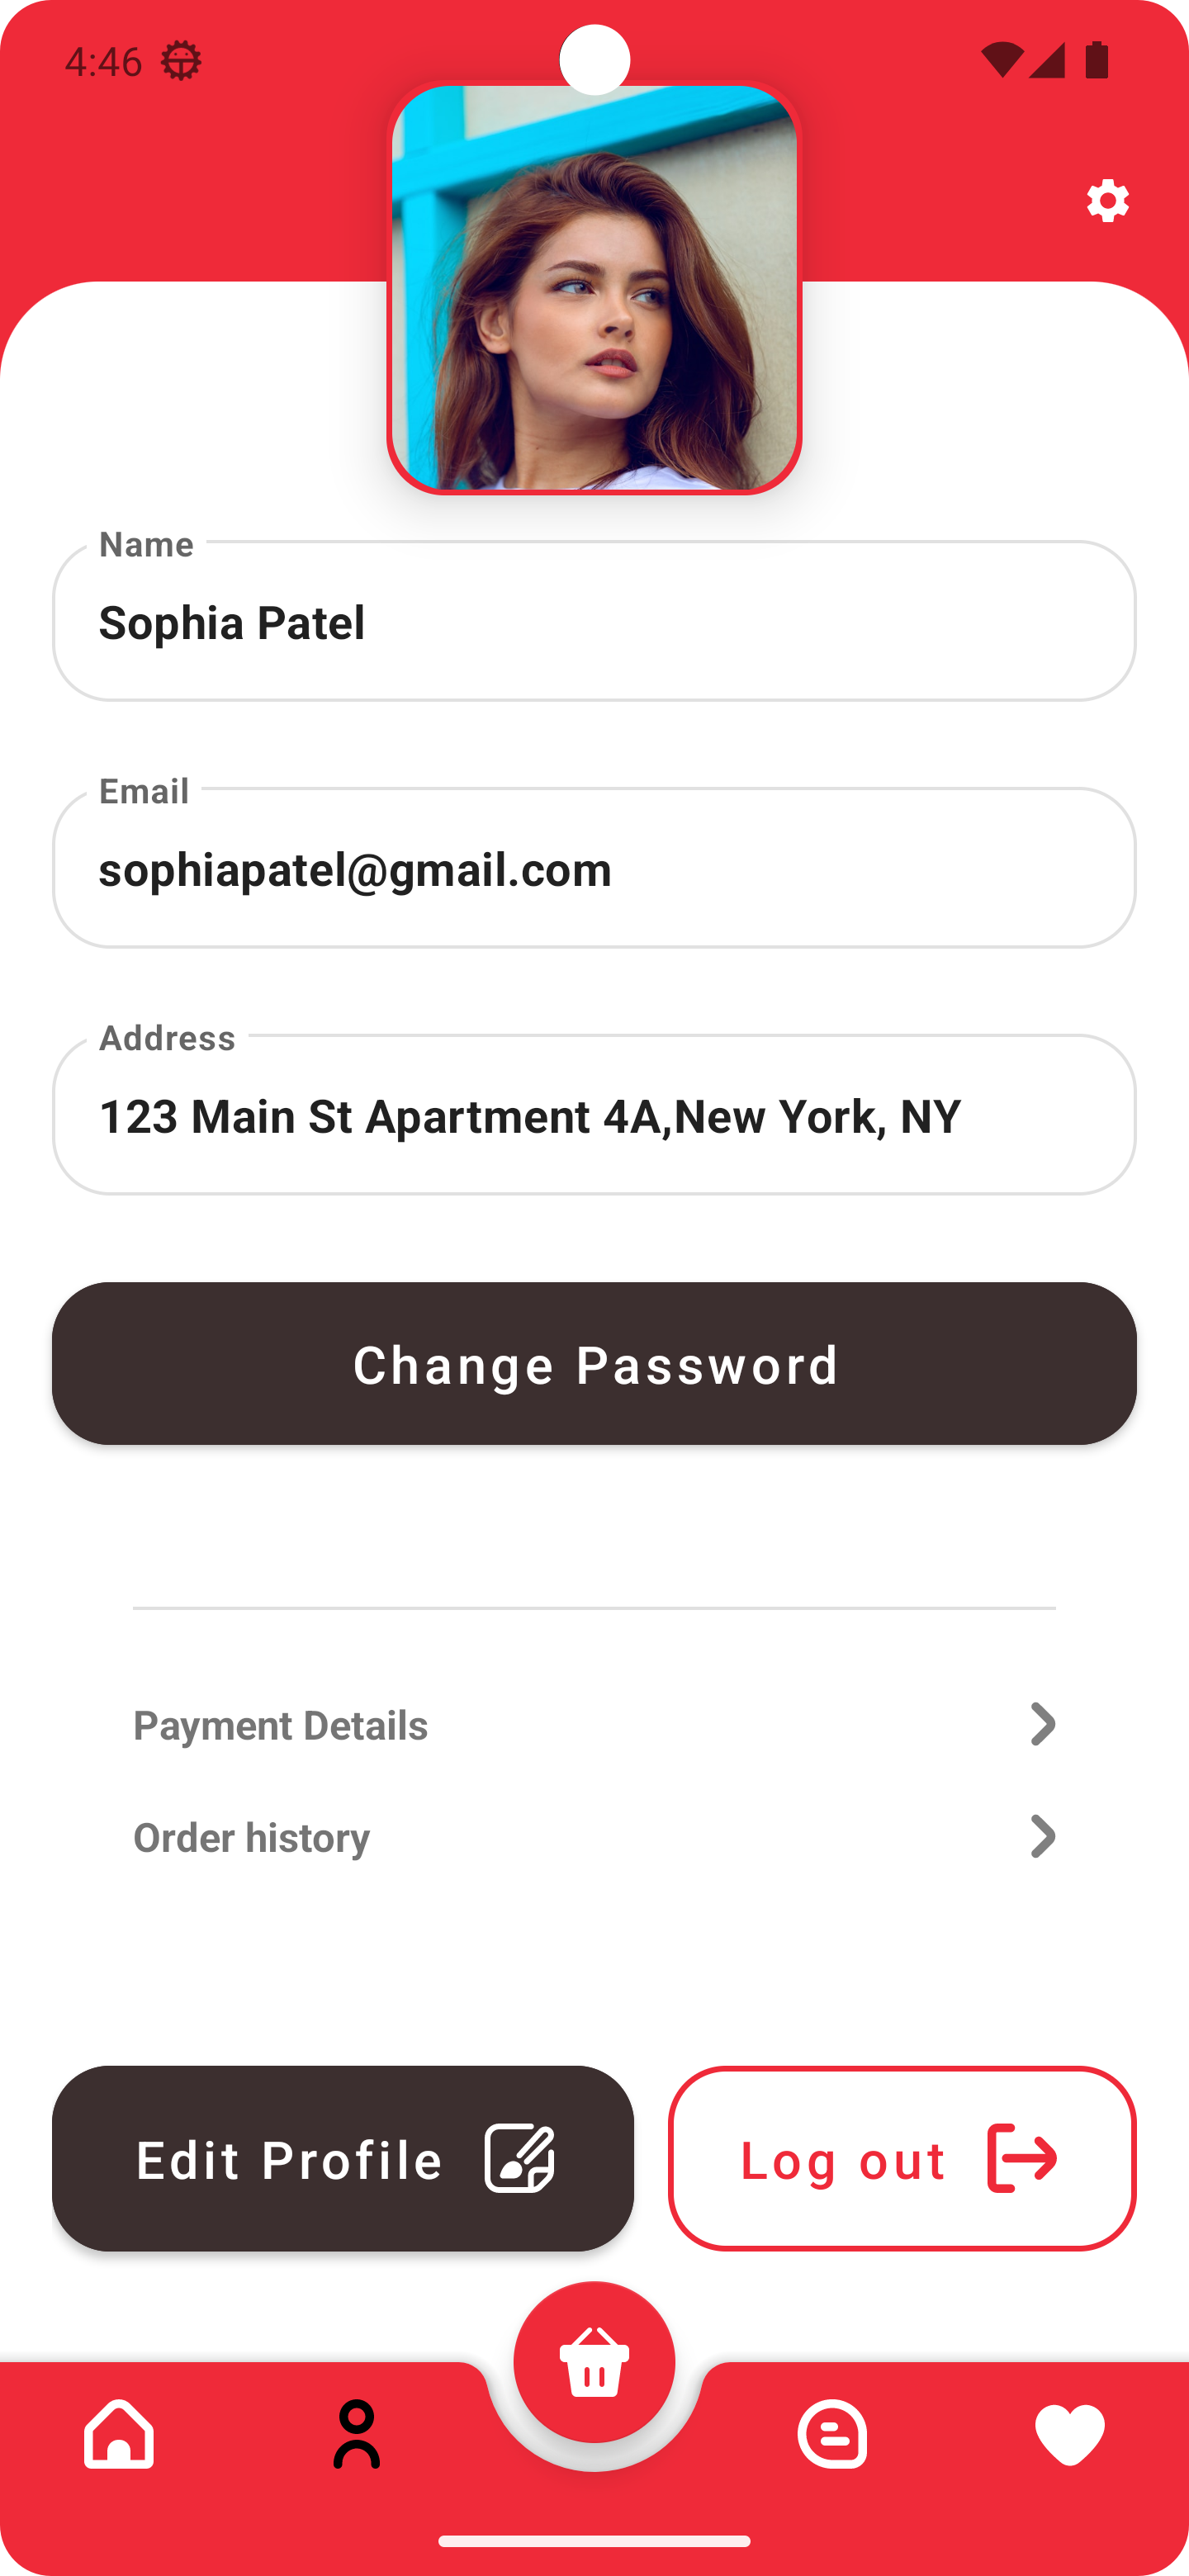 4:46
Name
Sophia Patel
Email
sophiapatel@gmail.com
Address
123 Main St Apartment 4A,New York, NY
Change Password
Payment Details
Order history
Edit Profile
Log out